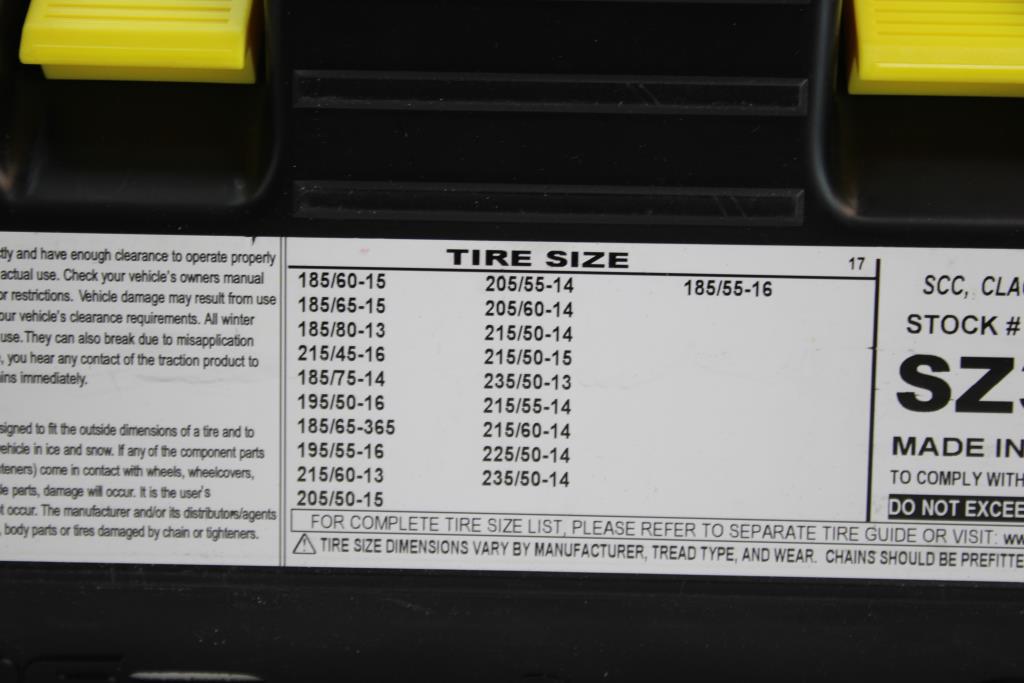 ctly and have enough clearance to operate properly
actual use. Check your vehicle's owners manual
or restrictions. Vehicle damage may result from use
our vehicle's clearance requirements. All winter
use. They can also break due to misapplication
, you hear any contact of the traction product to
ins immediately.
signed to fit the outside dimensions of a tire and to
vehicle in ice and snow. If any of the component parts
teners) come in contact with wheels, wheelcovers,
le parts, damage will occur. It is the user's
t occur. The manufacturer and/or its distributors/agents
, body parts or tires damaged by chain or tighteners.
TIRE SIZE 17
185/60-15
185/65-15
185/80-13
215/45-16
185/75-14
195/50-16
185/65-365
195/55-16
215/60-13
205/50-15
205/55-14
205/60-14
215/50-14
215/50-15
235/50-13
215/55-14
215/60-14
225/50-14
235/50-14
185/55-16
FOR COMPLETE TIRE SIZE LIST, PLEASE REFER TO SEPARATE TIRE GUIDE OR VISIT: ww
TIRE SIZE DIMENSIONS VARY BY MANUFACTURER, TREAD TYPE, AND WEAR. CHAINS SHOULD BE PREFITTE
SCC, CLA
STOCK #
SZ
MADE IN
TO COMPLY WITH
DO NOT EXCEE